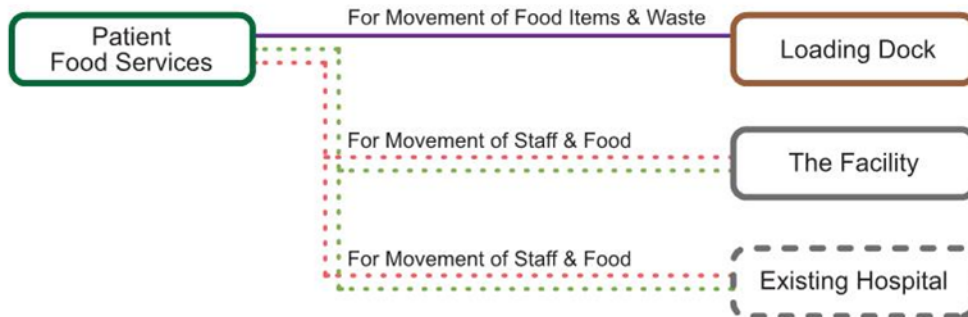 For Movement of Food Items & Waste
Patient
Food Services
Loading Dock
For Movement of Staff & Food
The Facility
For Movement of Staff & Food
Existing Hospital